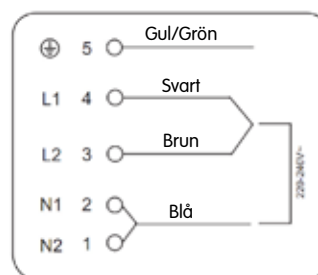 5 Gul/Grön
L1 4 Svart
L2 3 Brun
N1 2
Blå
N2 1
220-240V~